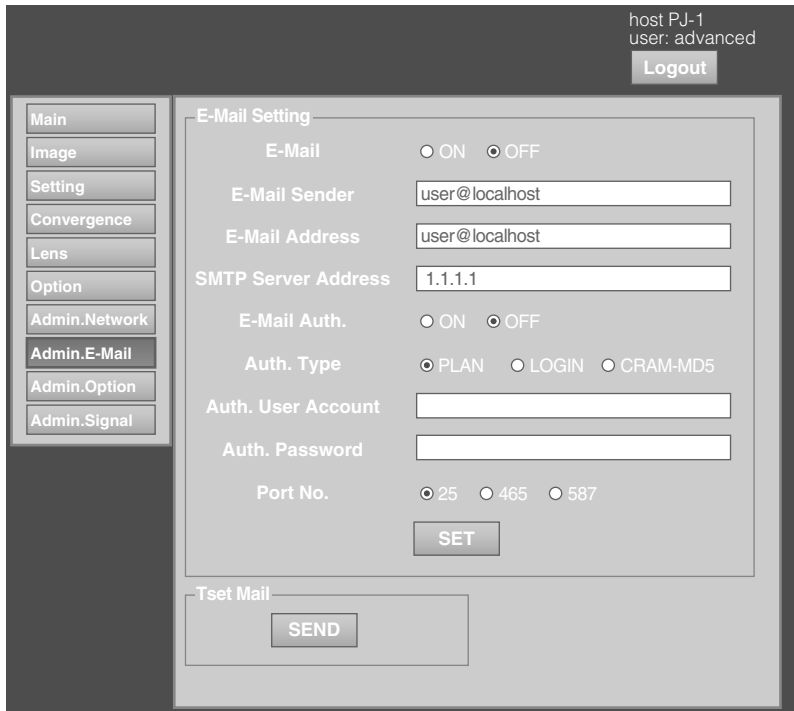 host PJ-1
user: advanced
Logout
Main
Image
Setting
Convergence
Lens
Option
Admin.Network
Admin.E-Mail
Admin.Option
Admin.Signal
E-Mail Setting
E-Mail ON OFF
E-Mail Sender user@localhost
E-Mail Address user@localhost
SMTP Server Address 1.1.1.1
E-Mail Auth. ON OFF
Auth. Type PLAN LOGIN CRAM-MD5
Auth. User Account
Auth. Password
Port No. 25 465 587
SET
Tset Mail
SEND